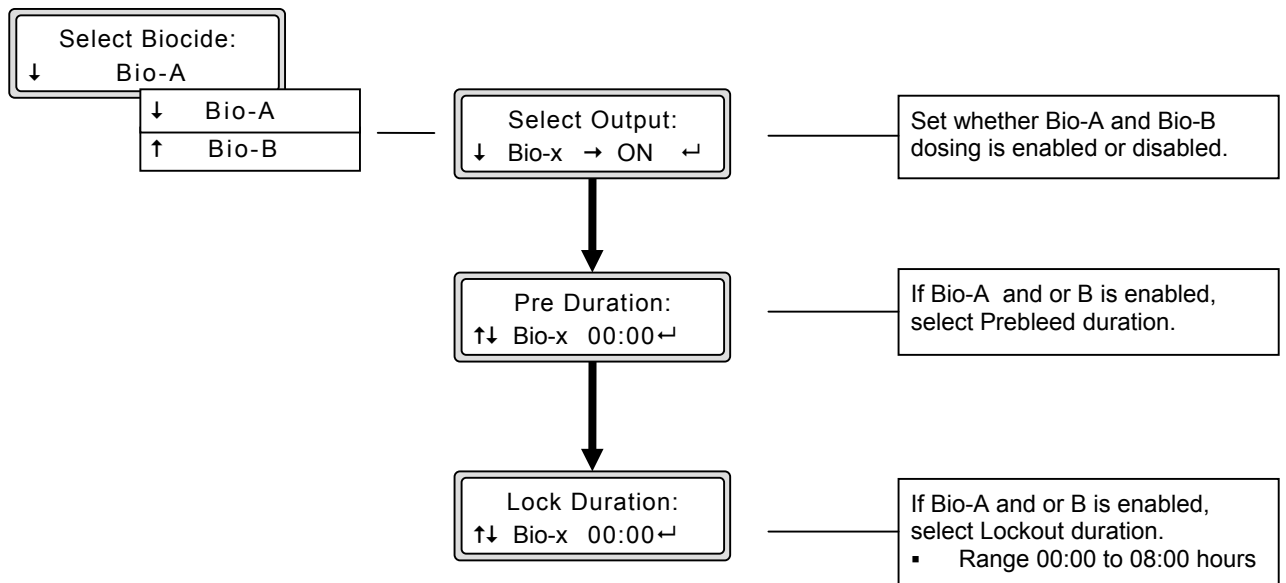 Select Biocide:
↓ Bio-A
↓ Bio-A
↑ Bio-B
Select Output:
↓ Bio-x → ON ↵
Set whether Bio-A and Bio-B
dosing is enabled or disabled.
Pre Duration:
↑↓ Bio-x 00:00↵
If Bio-A and or B is enabled,
select Prebleed duration.
Lock Duration:
↑↓ Bio-x 00:00↵
If Bio-A and or B is enabled,
select Lockout duration.
▪ Range 00:00 to 08:00 hours